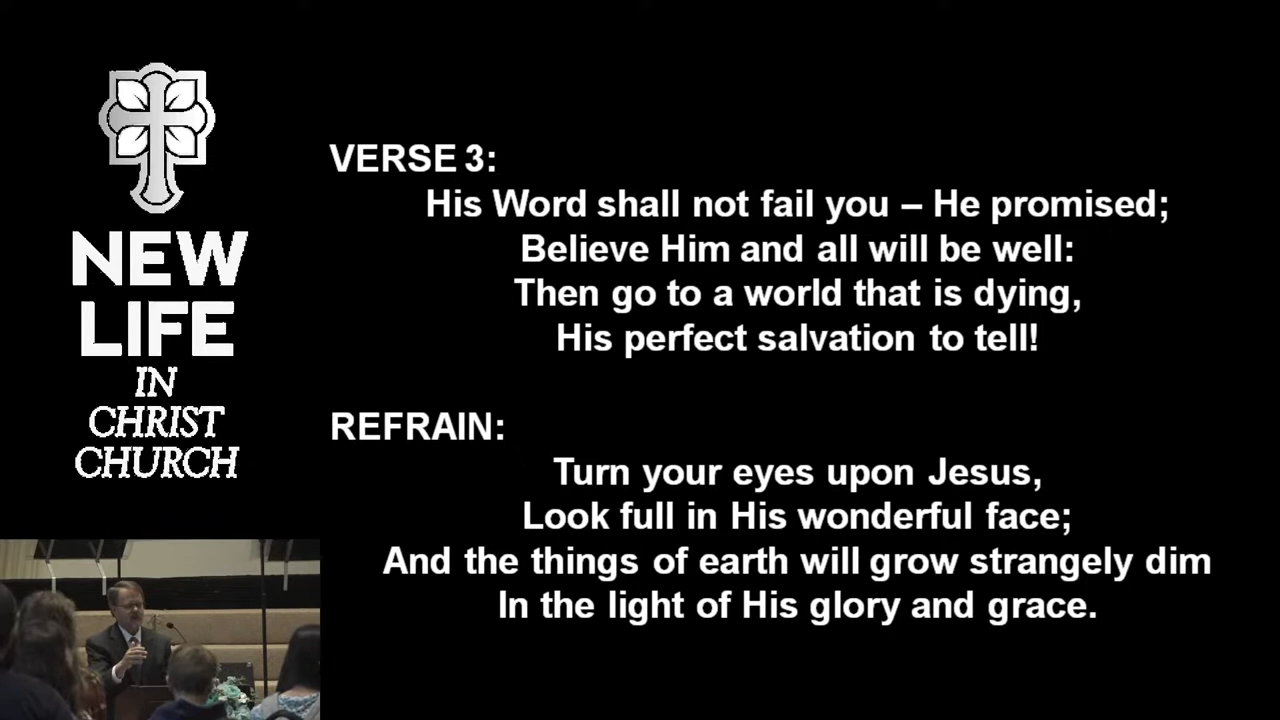 NEW
LIFE
IN
CHRIST
CHURCH
VERSE 3:
His Word shall not fail you – He promised;
Believe Him and all will be well:
Then go to a world that is dying,
His perfect salvation to tell!
REFRAIN:
Turn your eyes upon Jesus,
Look full in His wonderful face;
And the things of earth will grow strangely dim
In the light of His glory and grace.